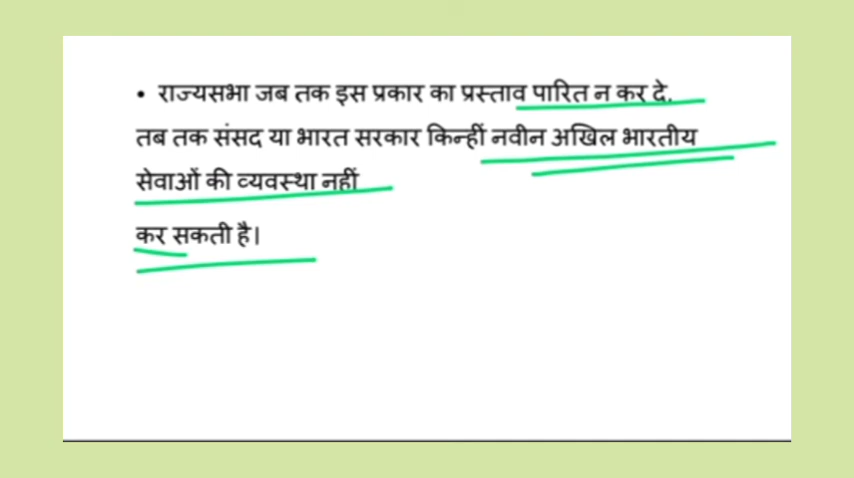 • राज्यसभा जब तक इस प्रकार का प्रस्ताव पारित न कर दे,
तब तक संसद या भारत सरकार किन्हीं नवीन अखिल भारतीय
सेवाओं की व्यवस्था नहीं
कर सकती है।